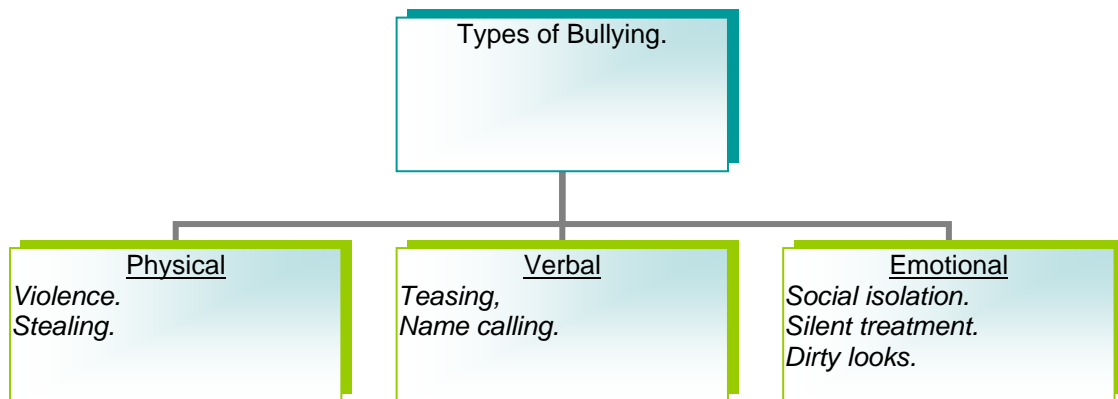 Types of Bullying.
Physical
Violence.
Stealing.
Verbal
Teasing,
Name calling.
Emotional
Social isolation.
Silent treatment.
Dirty looks.